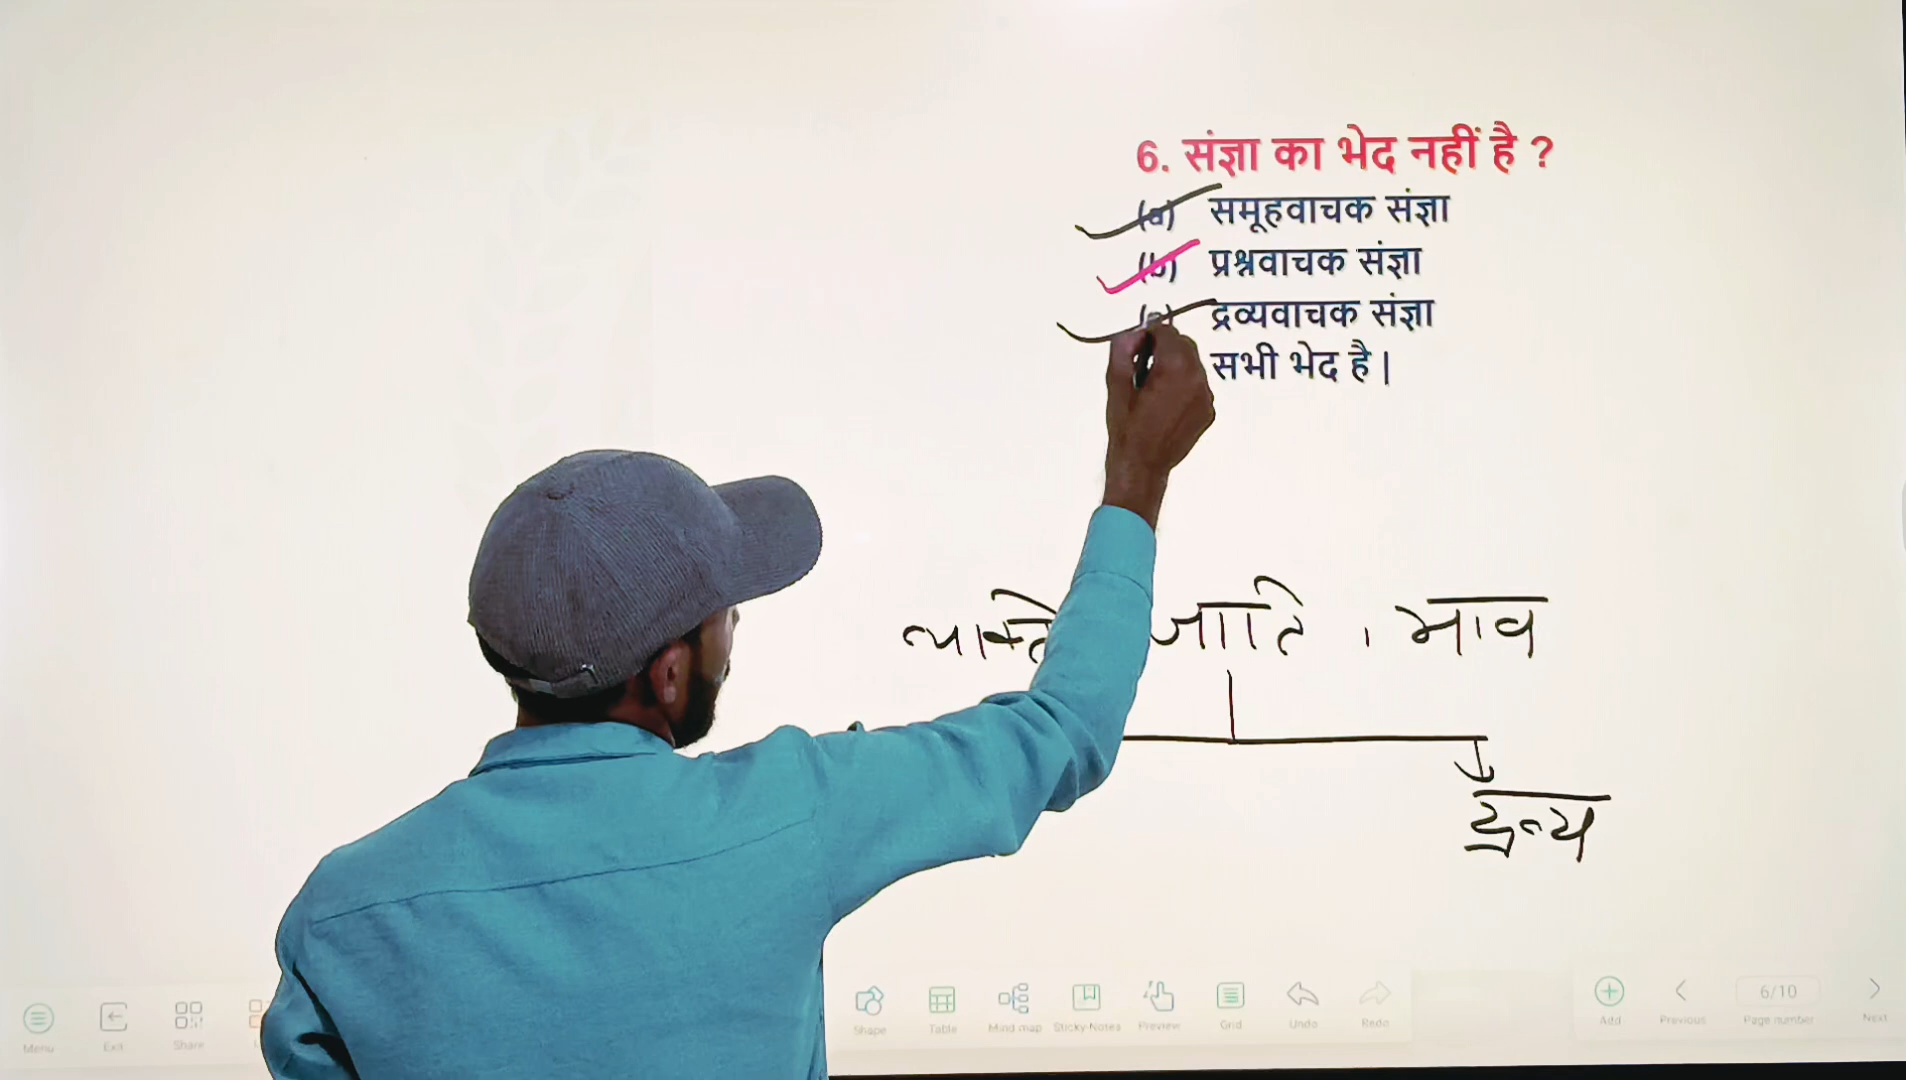 6. संज्ञा का भेद नहीं है ?
(a) समूहवाचक संज्ञा
(b) प्रश्नवाचक संज्ञा
द्रव्यवाचक संज्ञा
सभी भेद है |
जाति , भाव
द्रव्य
Menu Exit Share Shape Table Mind map Sticky Notes Preview Grid Undo Redo Add Previous 6/10 Page number Next